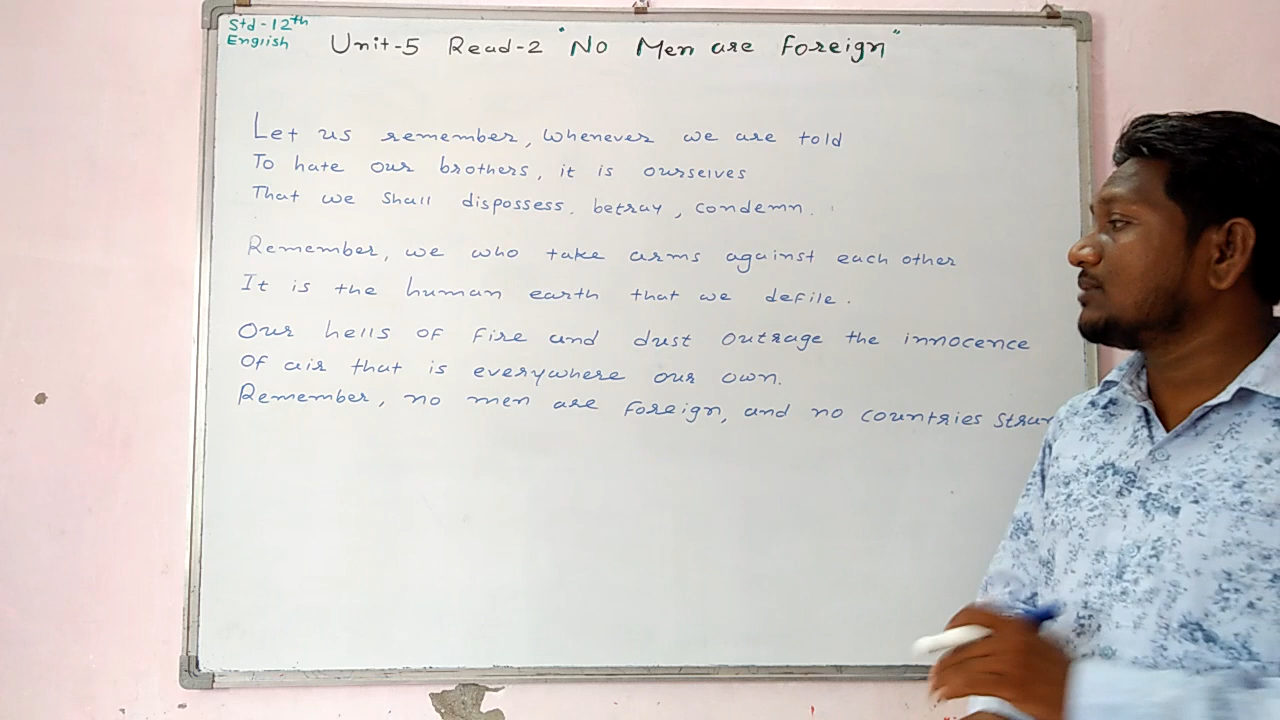 Std-12th
English
Unit-5 Read-2 "No Men are Foreign"
Let us remember, Whenever we are told
To hate our brothers, it is ourselves
That we Shall dispossess, betray, condemn.
Remember, we who take arms against each other
It is the human earth that we defile.
Our hells of fire and dust outrage the innocence
Of air that is everywhere our own.
Remember, no men are foreign, and no countries